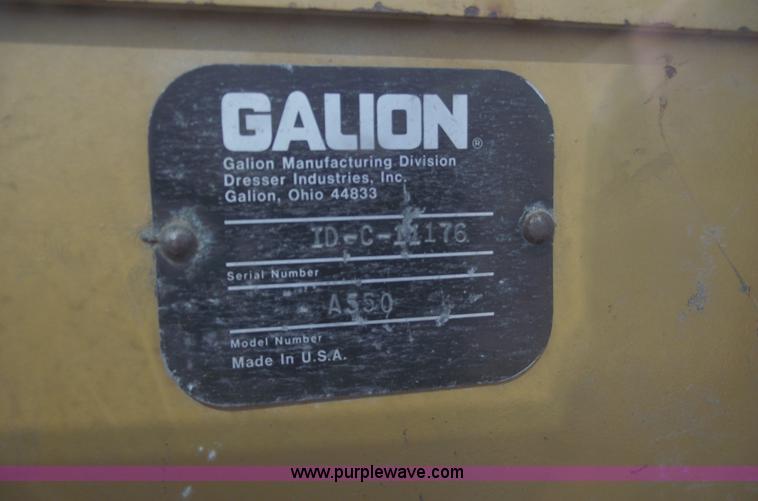 GALION®
Galion Manufacturing Division
Dresser Industries, Inc.
Galion, Ohio 44833
ID-C-11176
Serial Number
A550
Model Number
Made In U.S.A.
www.purplewave.com